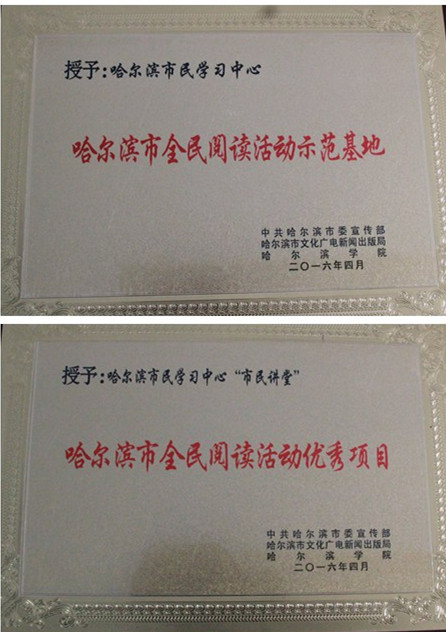 授予:哈尔滨市民学习中心
哈尔滨市全民阅读活动示范基地
中共哈尔滨市委宣传部
哈尔滨市文化广电新闻出版局
哈尔滨学院
二〇一六年四月
授予:哈尔滨市民学习中心“市民讲堂”
哈尔滨市全民阅读活动优秀项目
中共哈尔滨市委宣传部
哈尔滨市文化广电新闻出版局
哈尔滨学院
二〇一六年四月